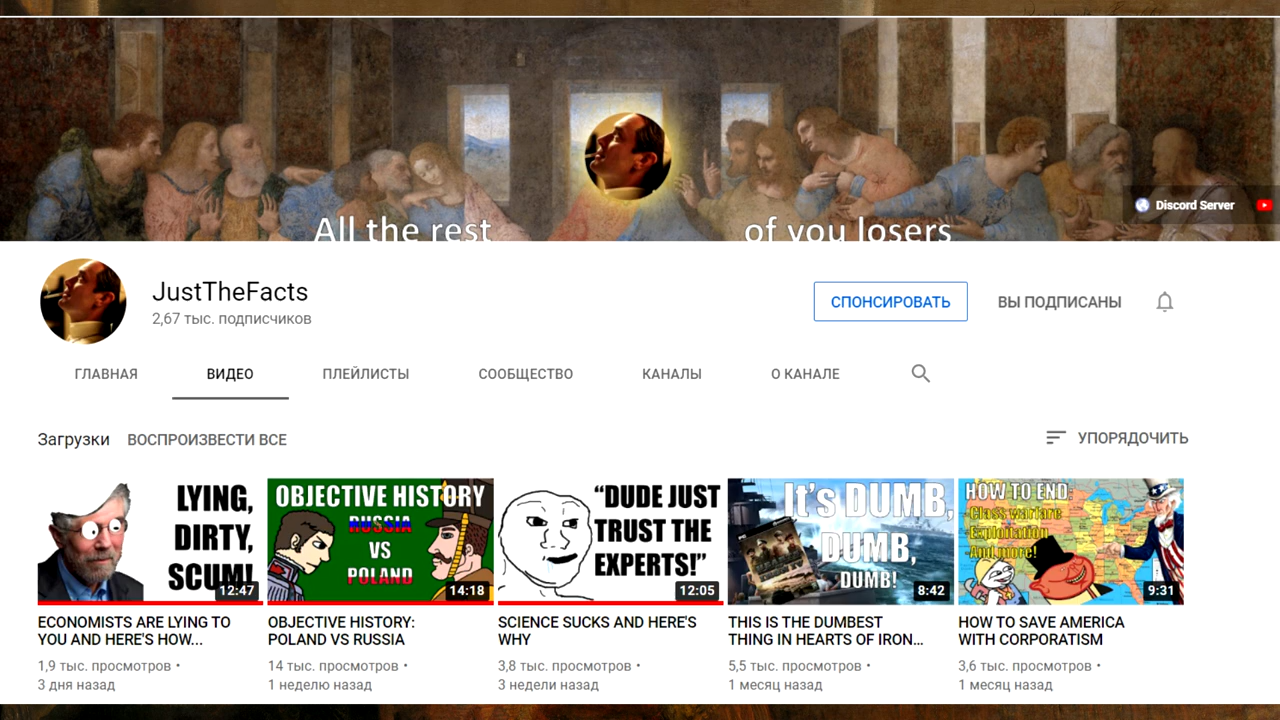 All the rest of you losers
Discord Server
JustTheFacts
2,67 тыс. подписчиков
СПОНСИРОВАТЬ
ВЫ ПОДПИСАНЫ
ГЛАВНАЯ ВИДЕО ПЛЕЙЛИСТЫ СООБЩЕСТВО КАНАЛЫ О КАНАЛЕ
Загрузки ВОСПРОИЗВЕСТИ ВСЕ
УПОРЯДОЧИТЬ
LYING,
DIRTY,
SCUM!
12:47
ECONOMISTS ARE LYING TO
YOU AND HERE'S HOW...
1,9 тыс. просмотров •
3 дня назад
OBJECTIVE HISTORY
RUSSIA
VS
POLAND
14:18
OBJECTIVE HISTORY:
POLAND VS RUSSIA
14 тыс. просмотров •
1 неделю назад
“DUDE JUST
TRUST THE
EXPERTS!”
12:05
SCIENCE SUCKS AND HERE'S
WHY
3,8 тыс. просмотров •
3 недели назад
It's DUMB,
DUMB,
DUMB!
8:42
THIS IS THE DUMBEST
THING IN HEARTS OF IRON...
5,5 тыс. просмотров •
1 месяц назад
HOW TO END:
-Class warfare
-Exploitation
-And more!
9:31
HOW TO SAVE AMERICA
WITH CORPORATISM
3,6 тыс. просмотров •
1 месяц назад